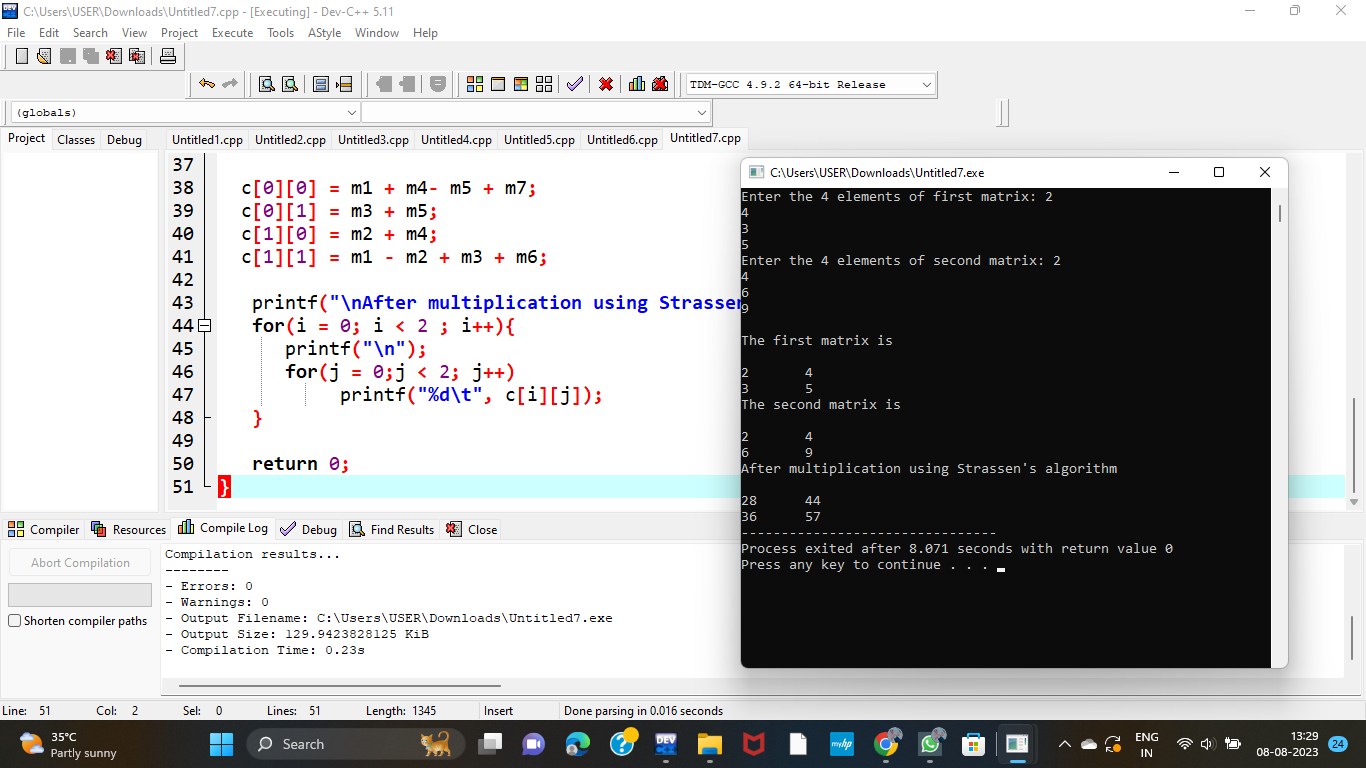 C:\Users\USER\Downloads\Untitled7.cpp - [Executing] - Dev-C++ 5.11
File Edit Search View Project Execute Tools AStyle Window Help
TDM-GCC 4.9.2 64-bit Release
(globals)
Project Classes Debug
Untitled1.cpp Untitled2.cpp Untitled3.cpp Untitled4.cpp Untitled5.cpp Untitled6.cpp Untitled7.cpp
37
38 c[0][0] = m1 + m4- m5 + m7;
39 c[0][1] = m3 + m5;
40 c[1][0] = m2 + m4;
41 c[1][1] = m1 - m2 + m3 + m6;
42
43 printf("\nAfter multiplication using Strassen
44 for(i = 0; i < 2 ; i++){
45 printf("\n");
46 for(j = 0;j < 2; j++)
47 printf("%d\t", c[i][j]);
48 }
49
50 return 0;
51 }
C:\Users\USER\Downloads\Untitled7.exe
Enter the 4 elements of first matrix: 2
4
3
5
Enter the 4 elements of second matrix: 2
4
6
9
The first matrix is
2 4
3 5
The second matrix is
2 4
6 9
After multiplication using Strassen's algorithm
28 44
36 57
--------------------------------
Process exited after 8.071 seconds with return value 0
Press any key to continue . . .
Compiler Resources Compile Log Debug Find Results Close
Abort Compilation
Shorten compiler paths
Compilation results...
--------
- Errors: 0
- Warnings: 0
- Output Filename: C:\Users\USER\Downloads\Untitled7.exe
- Output Size: 129.9423828125 KiB
- Compilation Time: 0.23s
Line: 51 Col: 2 Sel: 0 Lines: 51 Length: 1345 Insert Done parsing in 0.016 seconds
35°C
Partly sunny
Search
DEV
myhp
ENG
IN
13:29
08-08-2023
24